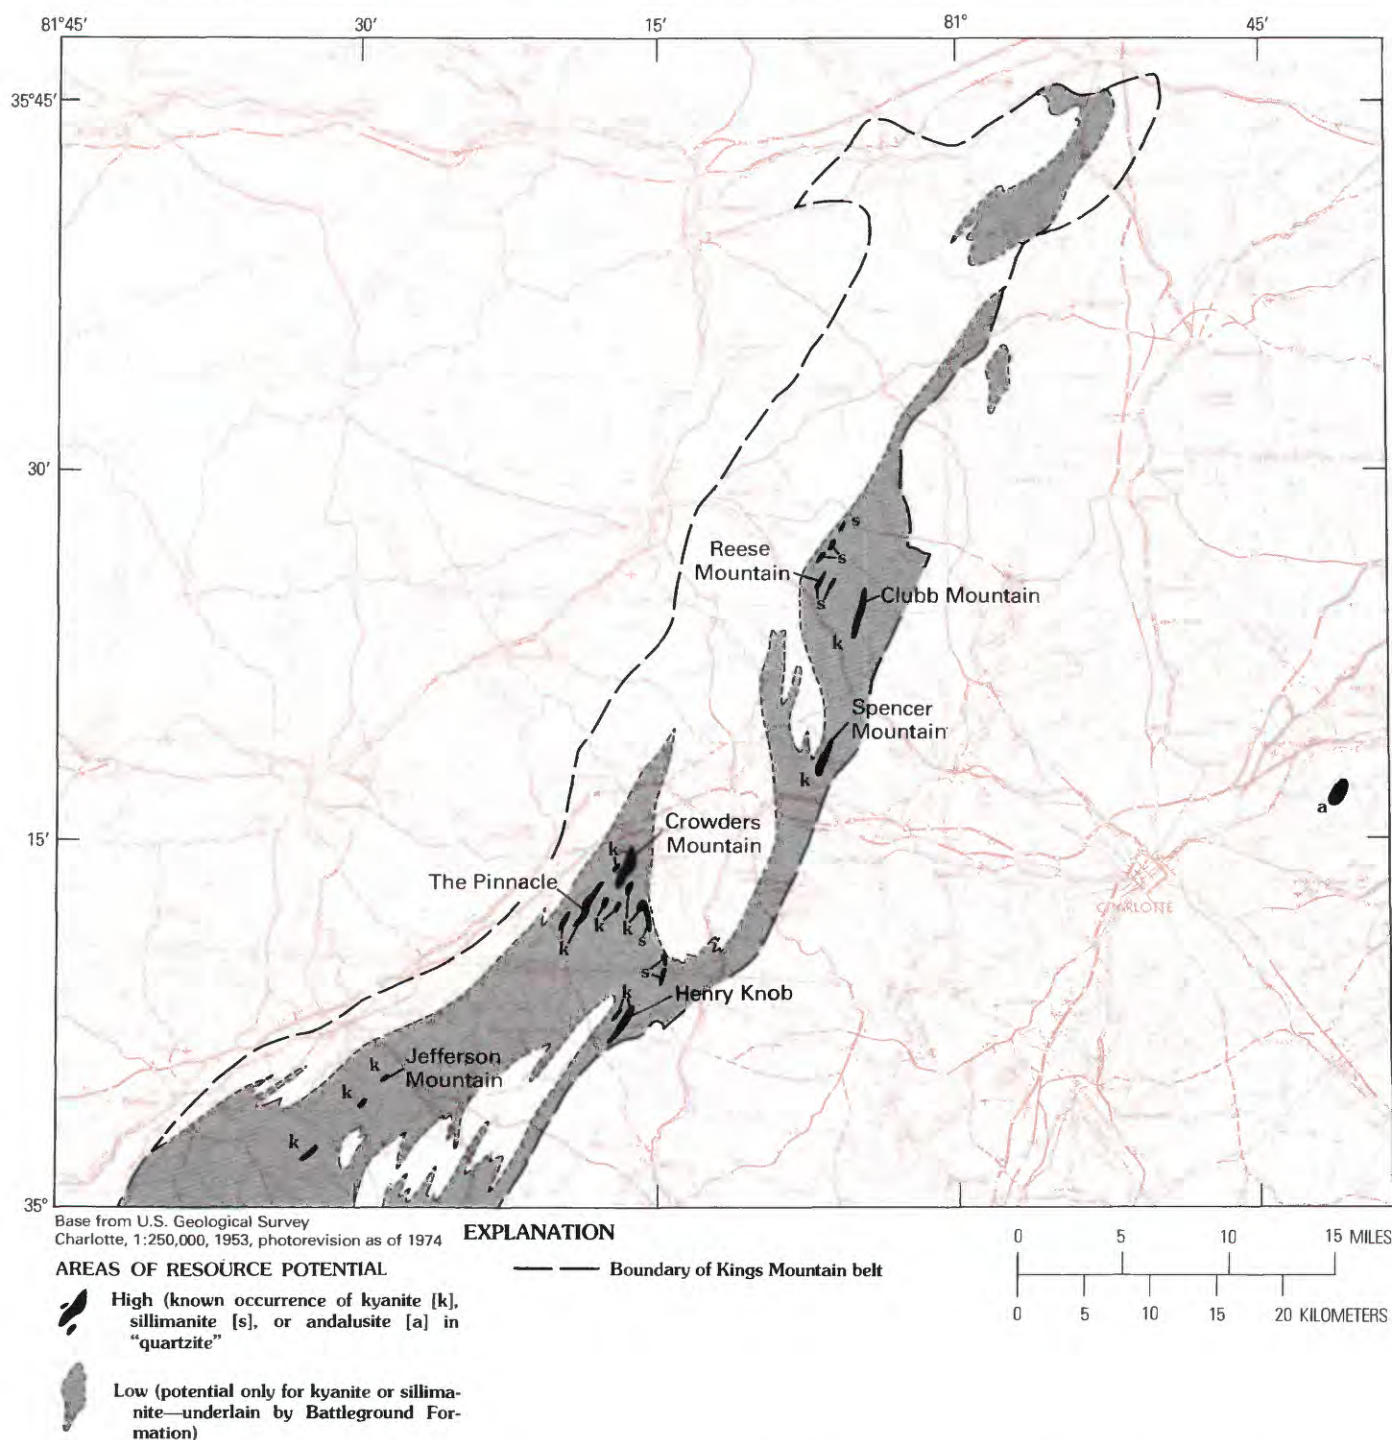 81°45′ 30′ 15′ 81° 45′
35°45′
30′
s
Reese
Mountain
s
s
Clubb Mountain
k
Spencer
Mountain
k
a
15′
Crowders
Mountain
k
The Pinnacle
k
k
k
s
CHARLOTTE
s
k
Henry Knob
Jefferson
Mountain
k
k
k
35°
Base from U.S. Geological Survey
Charlotte, 1:250,000, 1953, photorevision as of 1974
EXPLANATION
AREAS OF RESOURCE POTENTIAL
High (known occurrence of kyanite [k],
sillimanite [s], or andalusite [a] in
“quartzite”
Low (potential only for kyanite or sillima-
nite—underlain by Battleground For-
mation)
Boundary of Kings Mountain belt
0 5 10 15 MILES
0 5 10 15 20 KILOMETERS